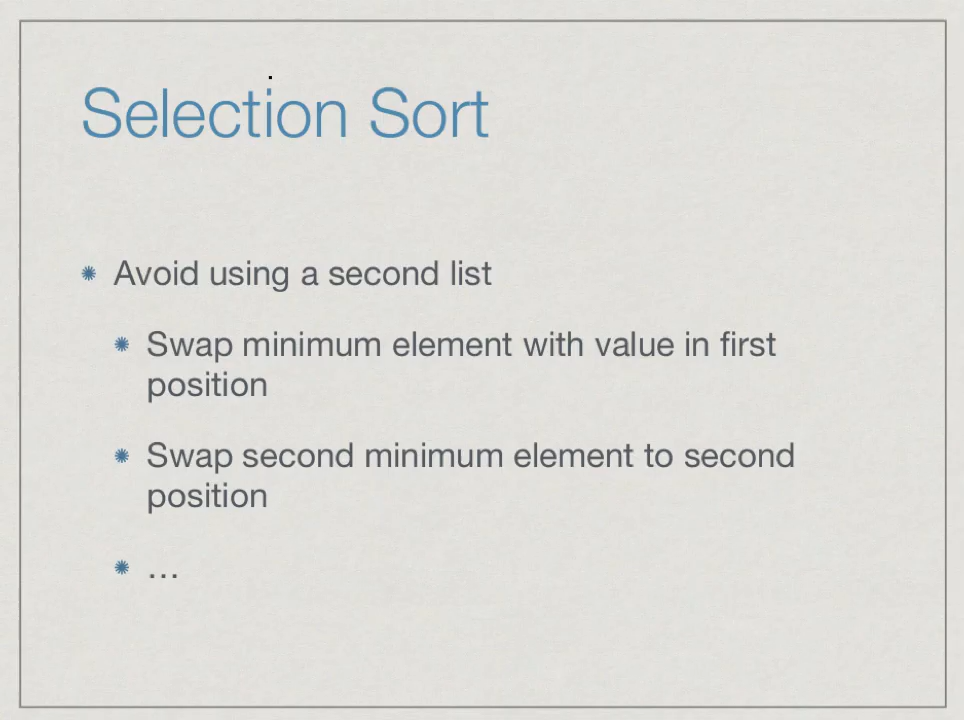 Selection Sort
Avoid using a second list
Swap minimum element with value in first
position
Swap second minimum element to second
position
…